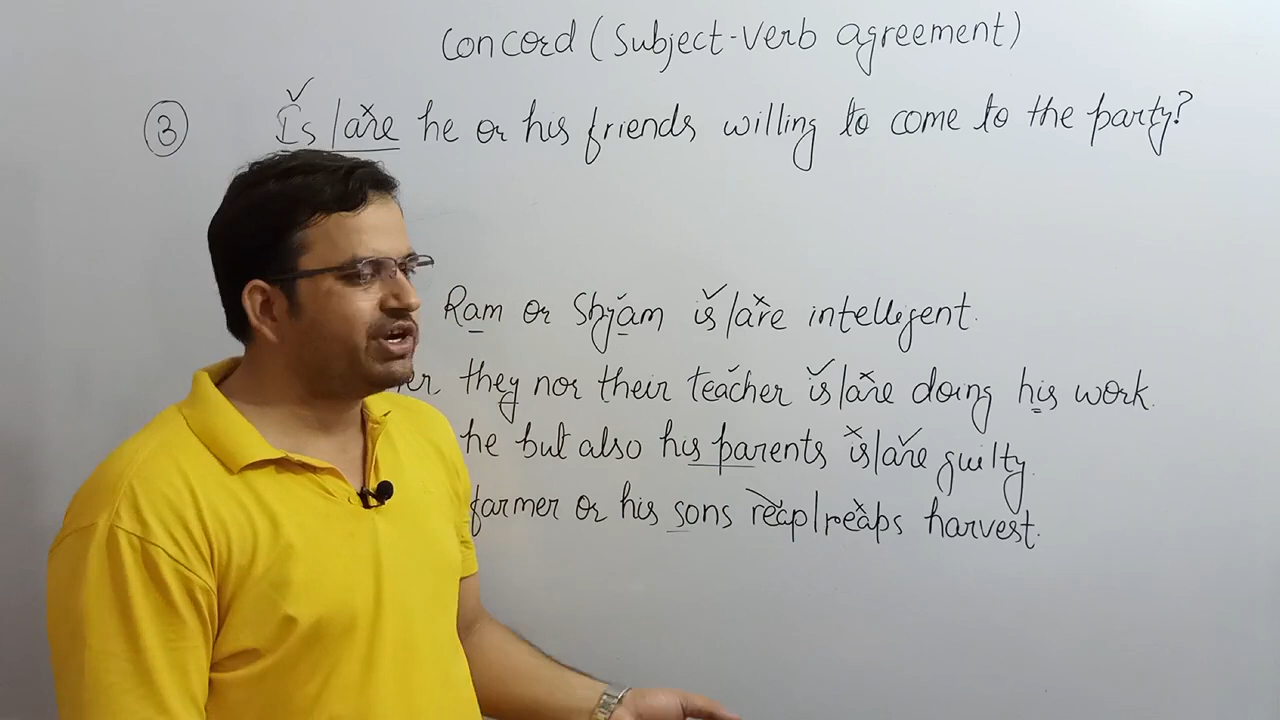 Concord (Subject-Verb agreement)
③ Is/are he or his friends willing to come to the party?
Ram or Shyam is/are intelligent.
they nor their teacher is/are doing his work.
he but also his parents is/are guilty.
farmer or his sons reap/reaps harvest.